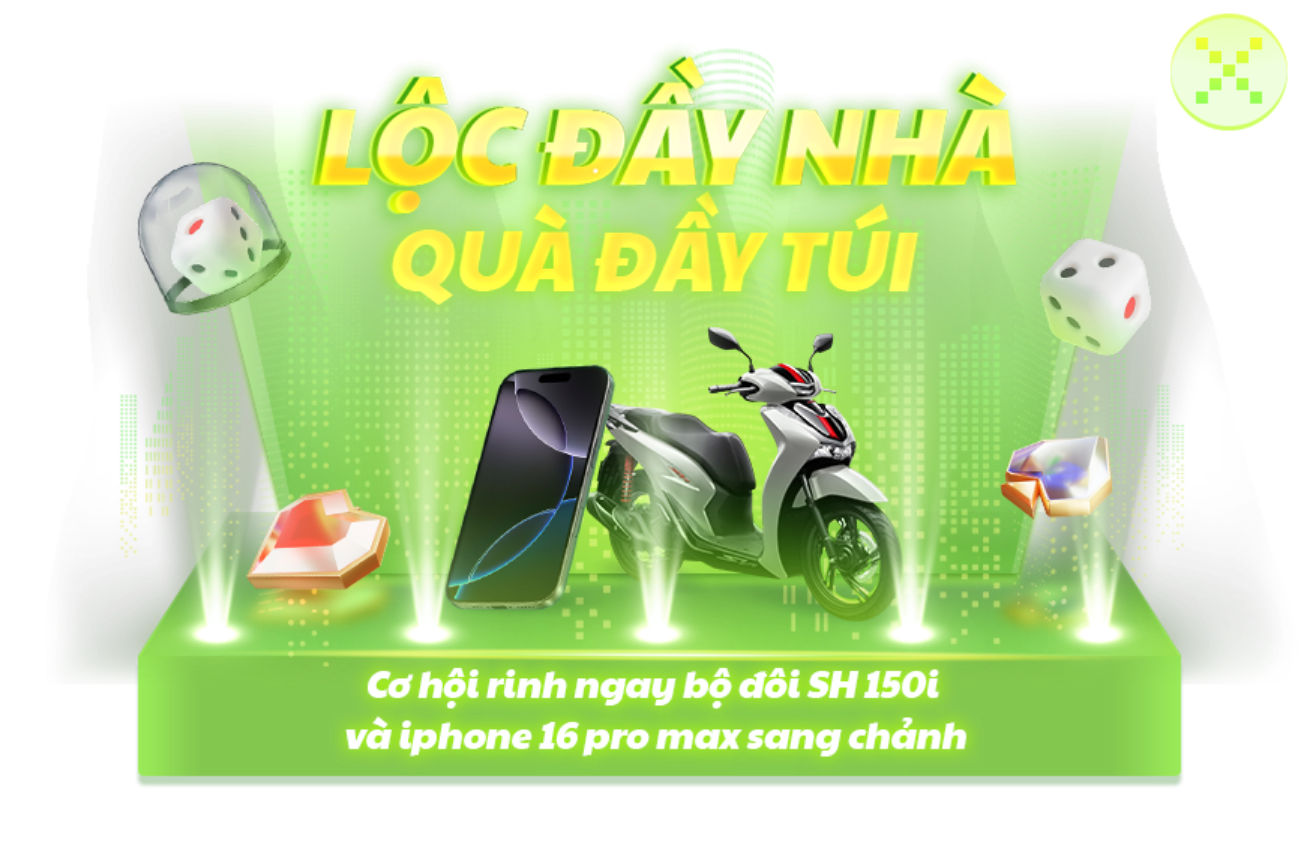 LỘC ĐẦY NHÀ
QUÀ ĐẦY TÚI
Cơ hội rinh ngay bộ đôi SH 150i
và iphone 16 pro max sang chảnh